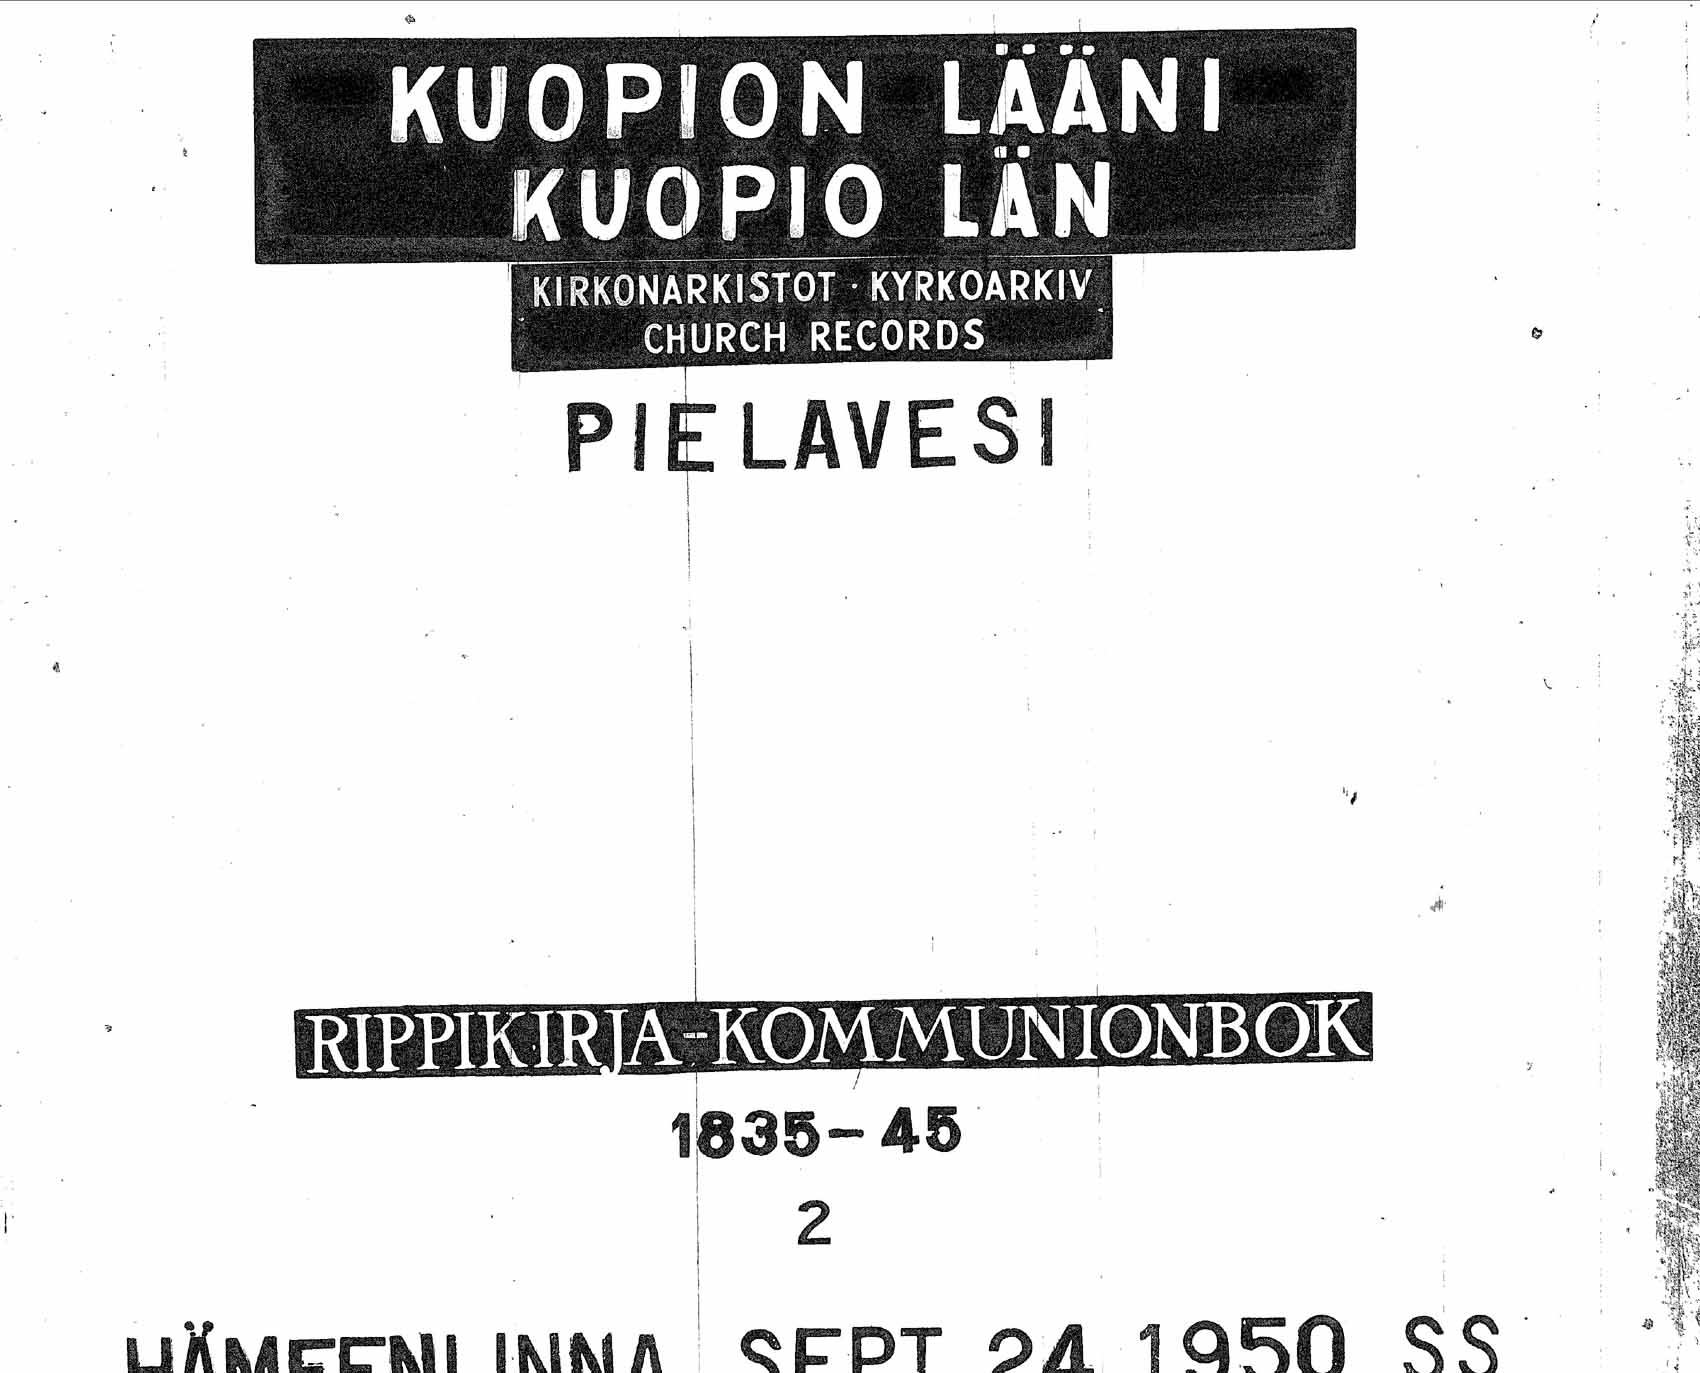 KUOPION LÄÄNI
KUOPIO LÄN
KIRKONARKISTOT · KYRKOARKIV
CHURCH RECORDS
PIELAVESI
RIPPIKIRJA-KOMMUNIONBOK
1835-45
2
HÄMEENLINNA SEPT 24 1950 SS